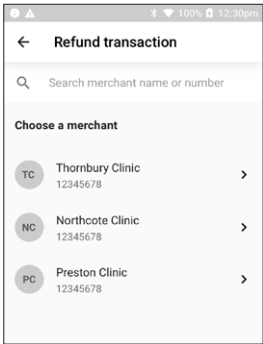 100% 12:30pm
Refund transaction
Search merchant name or number
Choose a merchant
TC Thornbury Clinic
12345678
NC Northcote Clinic
12345678
PC Preston Clinic
12345678